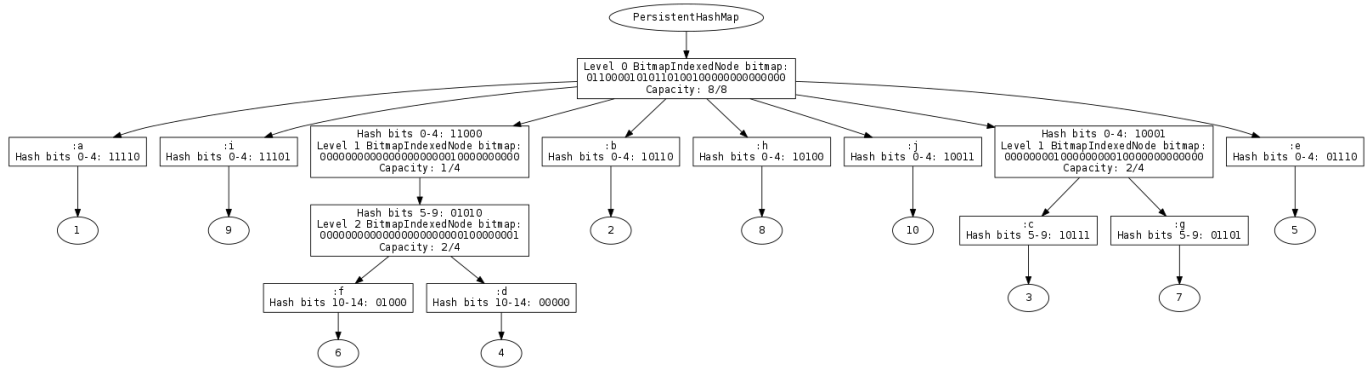 PersistentHashMap
Level 0 BitmapIndexedNode bitmap:
01100001010110100100000000000000
Capacity: 8/8
:a
Hash bits 0-4: 11110
:i
Hash bits 0-4: 11101
Hash bits 0-4: 11000
Level 1 BitmapIndexedNode bitmap:
00000000000000000000010000000000
Capacity: 1/4
:b
Hash bits 0-4: 10110
:h
Hash bits 0-4: 10100
:j
Hash bits 0-4: 10011
Hash bits 0-4: 10001
Level 1 BitmapIndexedNode bitmap:
00000000100000000010000000000000
Capacity: 2/4
:e
Hash bits 0-4: 01110
1
9
Hash bits 5-9: 01010
Level 2 BitmapIndexedNode bitmap:
00000000000000000000000100000001
Capacity: 2/4
2
8
10
:c
Hash bits 5-9: 10111
:g
Hash bits 5-9: 01101
5
:f
Hash bits 10-14: 01000
:d
Hash bits 10-14: 00000
3
7
6
4